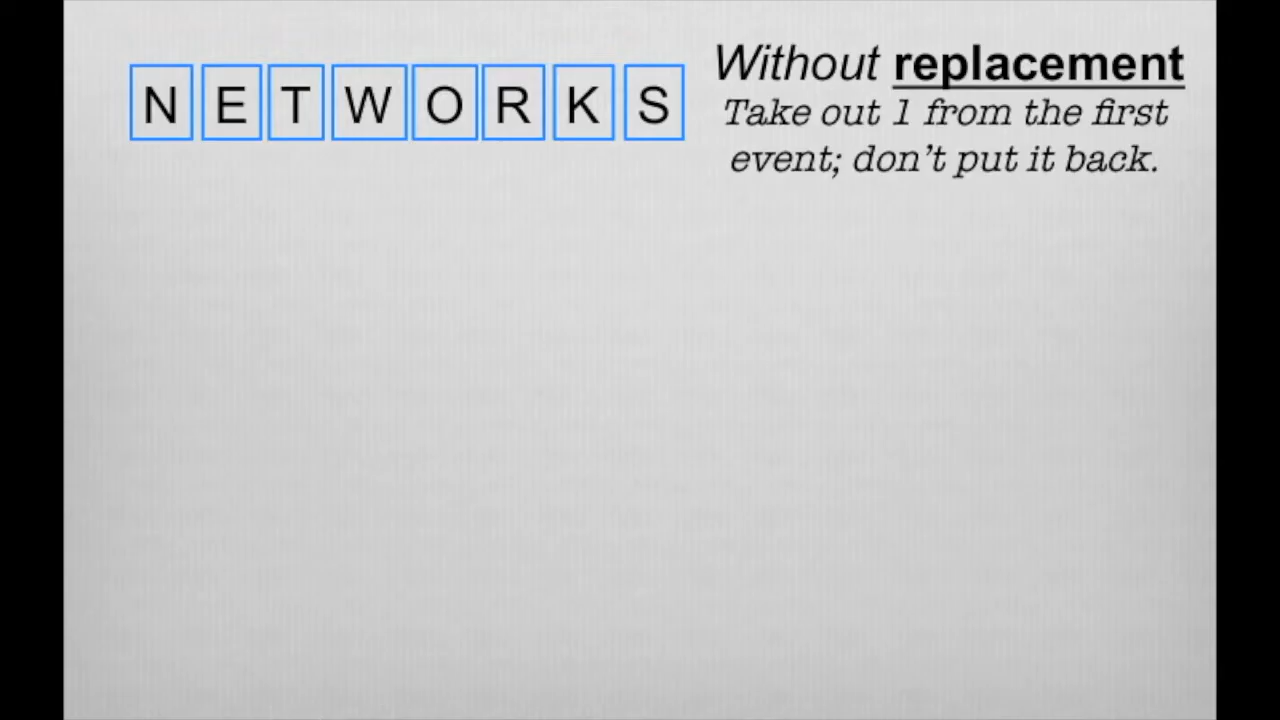 N E T W O R K S
Without replacement
Take out 1 from the first
event; don't put it back.